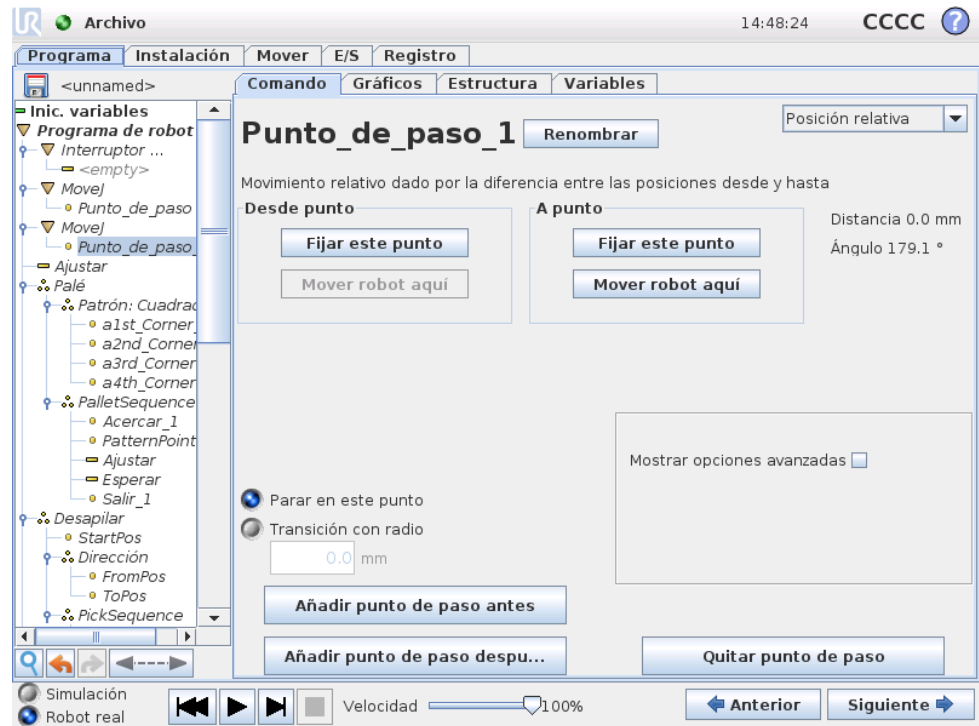 UR Archivo 14:48:24 CCCC ?
Programa Instalación Mover E/S Registro
<unnamed>
Comando Gráficos Estructura Variables
Inic. variables
Programa de robot
Interruptor ...
<empty>
MoveJ
Punto_de_paso
MoveJ
Punto_de_paso_
Ajustar
Palé
Patrón: Cuadrad
a1st_Corner_
a2nd_Corner
a3rd_Corner
a4th_Corner
PalletSequence
Acercar_1
PatternPoint
Ajustar
Esperar
Salir_1
Desapilar
StartPos
Dirección
FromPos
ToPos
PickSequence
Punto_de_paso_1 Renombrar
Posición relativa
Movimiento relativo dado por la diferencia entre las posiciones desde y hasta
Desde punto
Fijar este punto
Mover robot aquí
A punto
Fijar este punto
Mover robot aquí
Distancia 0.0 mm
Ángulo 179.1 °
Mostrar opciones avanzadas
Parar en este punto
Transición con radio
0.0 mm
Añadir punto de paso antes
Añadir punto de paso despu...
Quitar punto de paso
Simulación
Robot real
Velocidad 100%
Anterior Siguiente